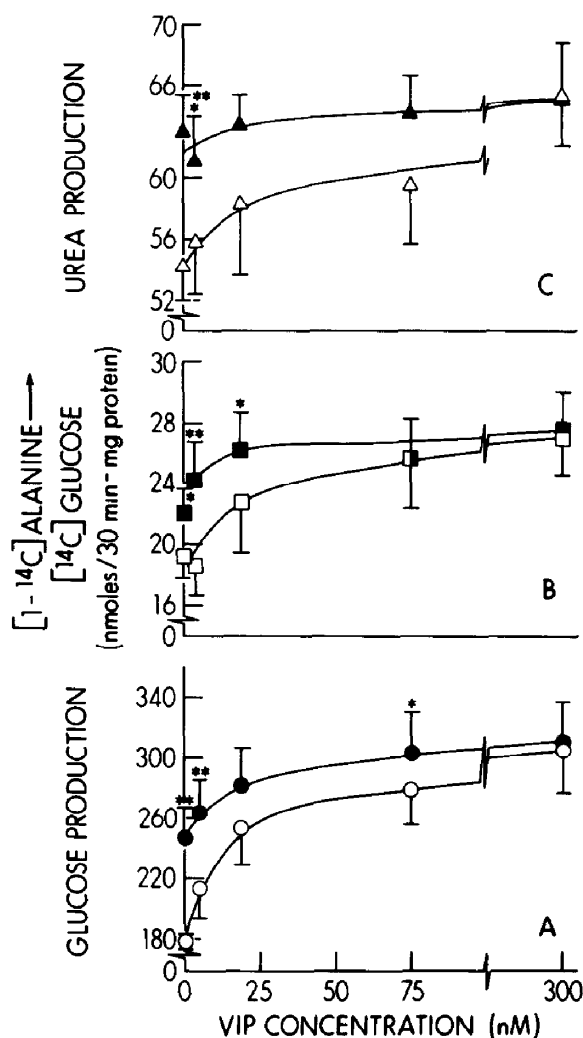 70
66
60
56
52
0
UREA PRODUCTION
**
*
C
30
28
24
20
16
0
[1-¹⁴C] ALANINE →
[¹⁴C] GLUCOSE
(nmoles/30 min-mg protein)
*
**
*
B
340
300
260
220
180
0
GLUCOSE PRODUCTION
**
**
*
A
0 25 50 75 300
VIP CONCENTRATION (nM)